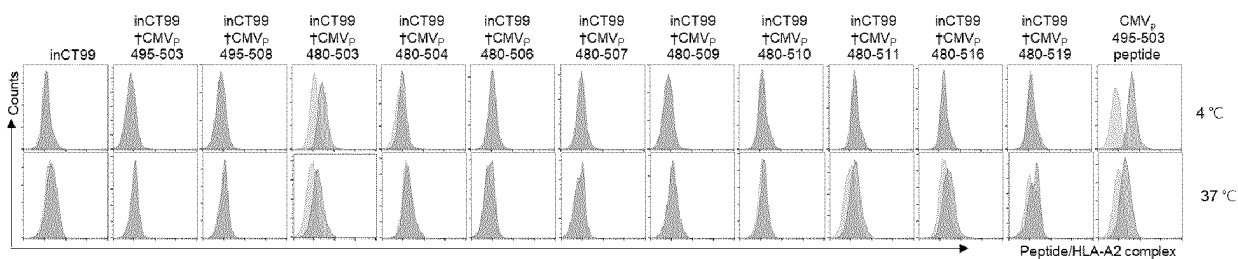 inCT99
inCT99
†CMVP
495-503
inCT99
†CMVP
495-508
inCT99
†CMVP
480-503
inCT99
†CMVP
480-504
inCT99
†CMVP
480-506
inCT99
†CMVP
480-507
inCT99
†CMVP
480-509
inCT99
†CMVP
480-510
inCT99
†CMVP
480-511
inCT99
†CMVP
480-516
inCT99
†CMVP
480-519
CMVp
495-503
peptide
Counts
4 °C
37 °C
Peptide/HLA-A2 complex